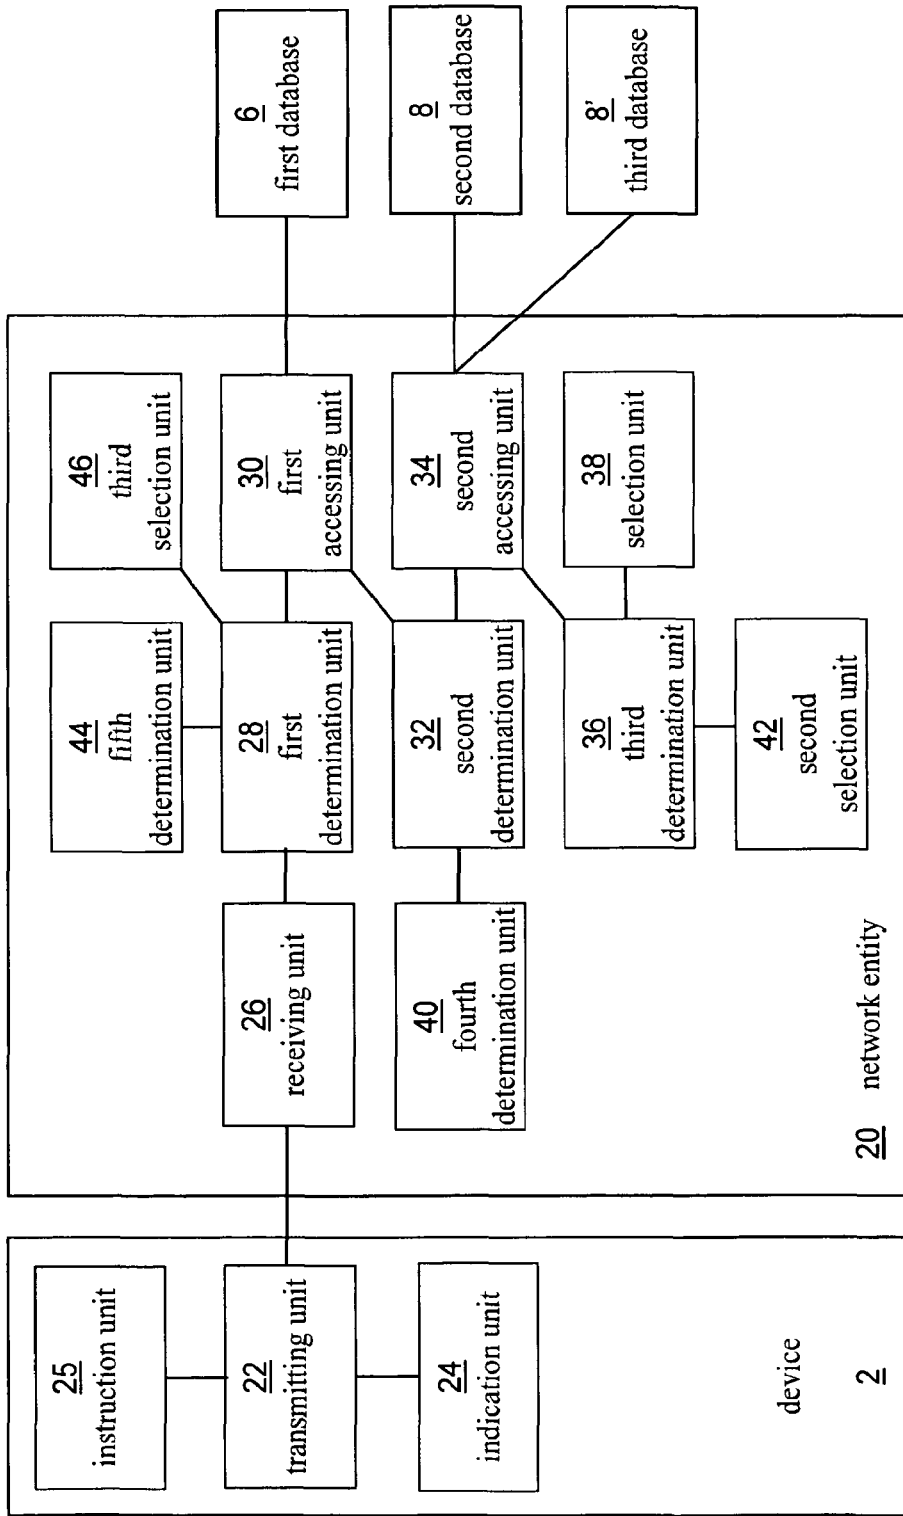 25
instruction unit
22
transmitting unit
24
indication unit
device
2
26
receiving unit
40
fourth
determination unit
44
fifth
determination unit
28
first
determination unit
32
second
determination unit
36
third
determination unit
42
second
selection unit
46
third
selection unit
30
first
accessing unit
34
second
accessing unit
38
selection unit
20 network entity
6
first database
8
second database
8'
third database